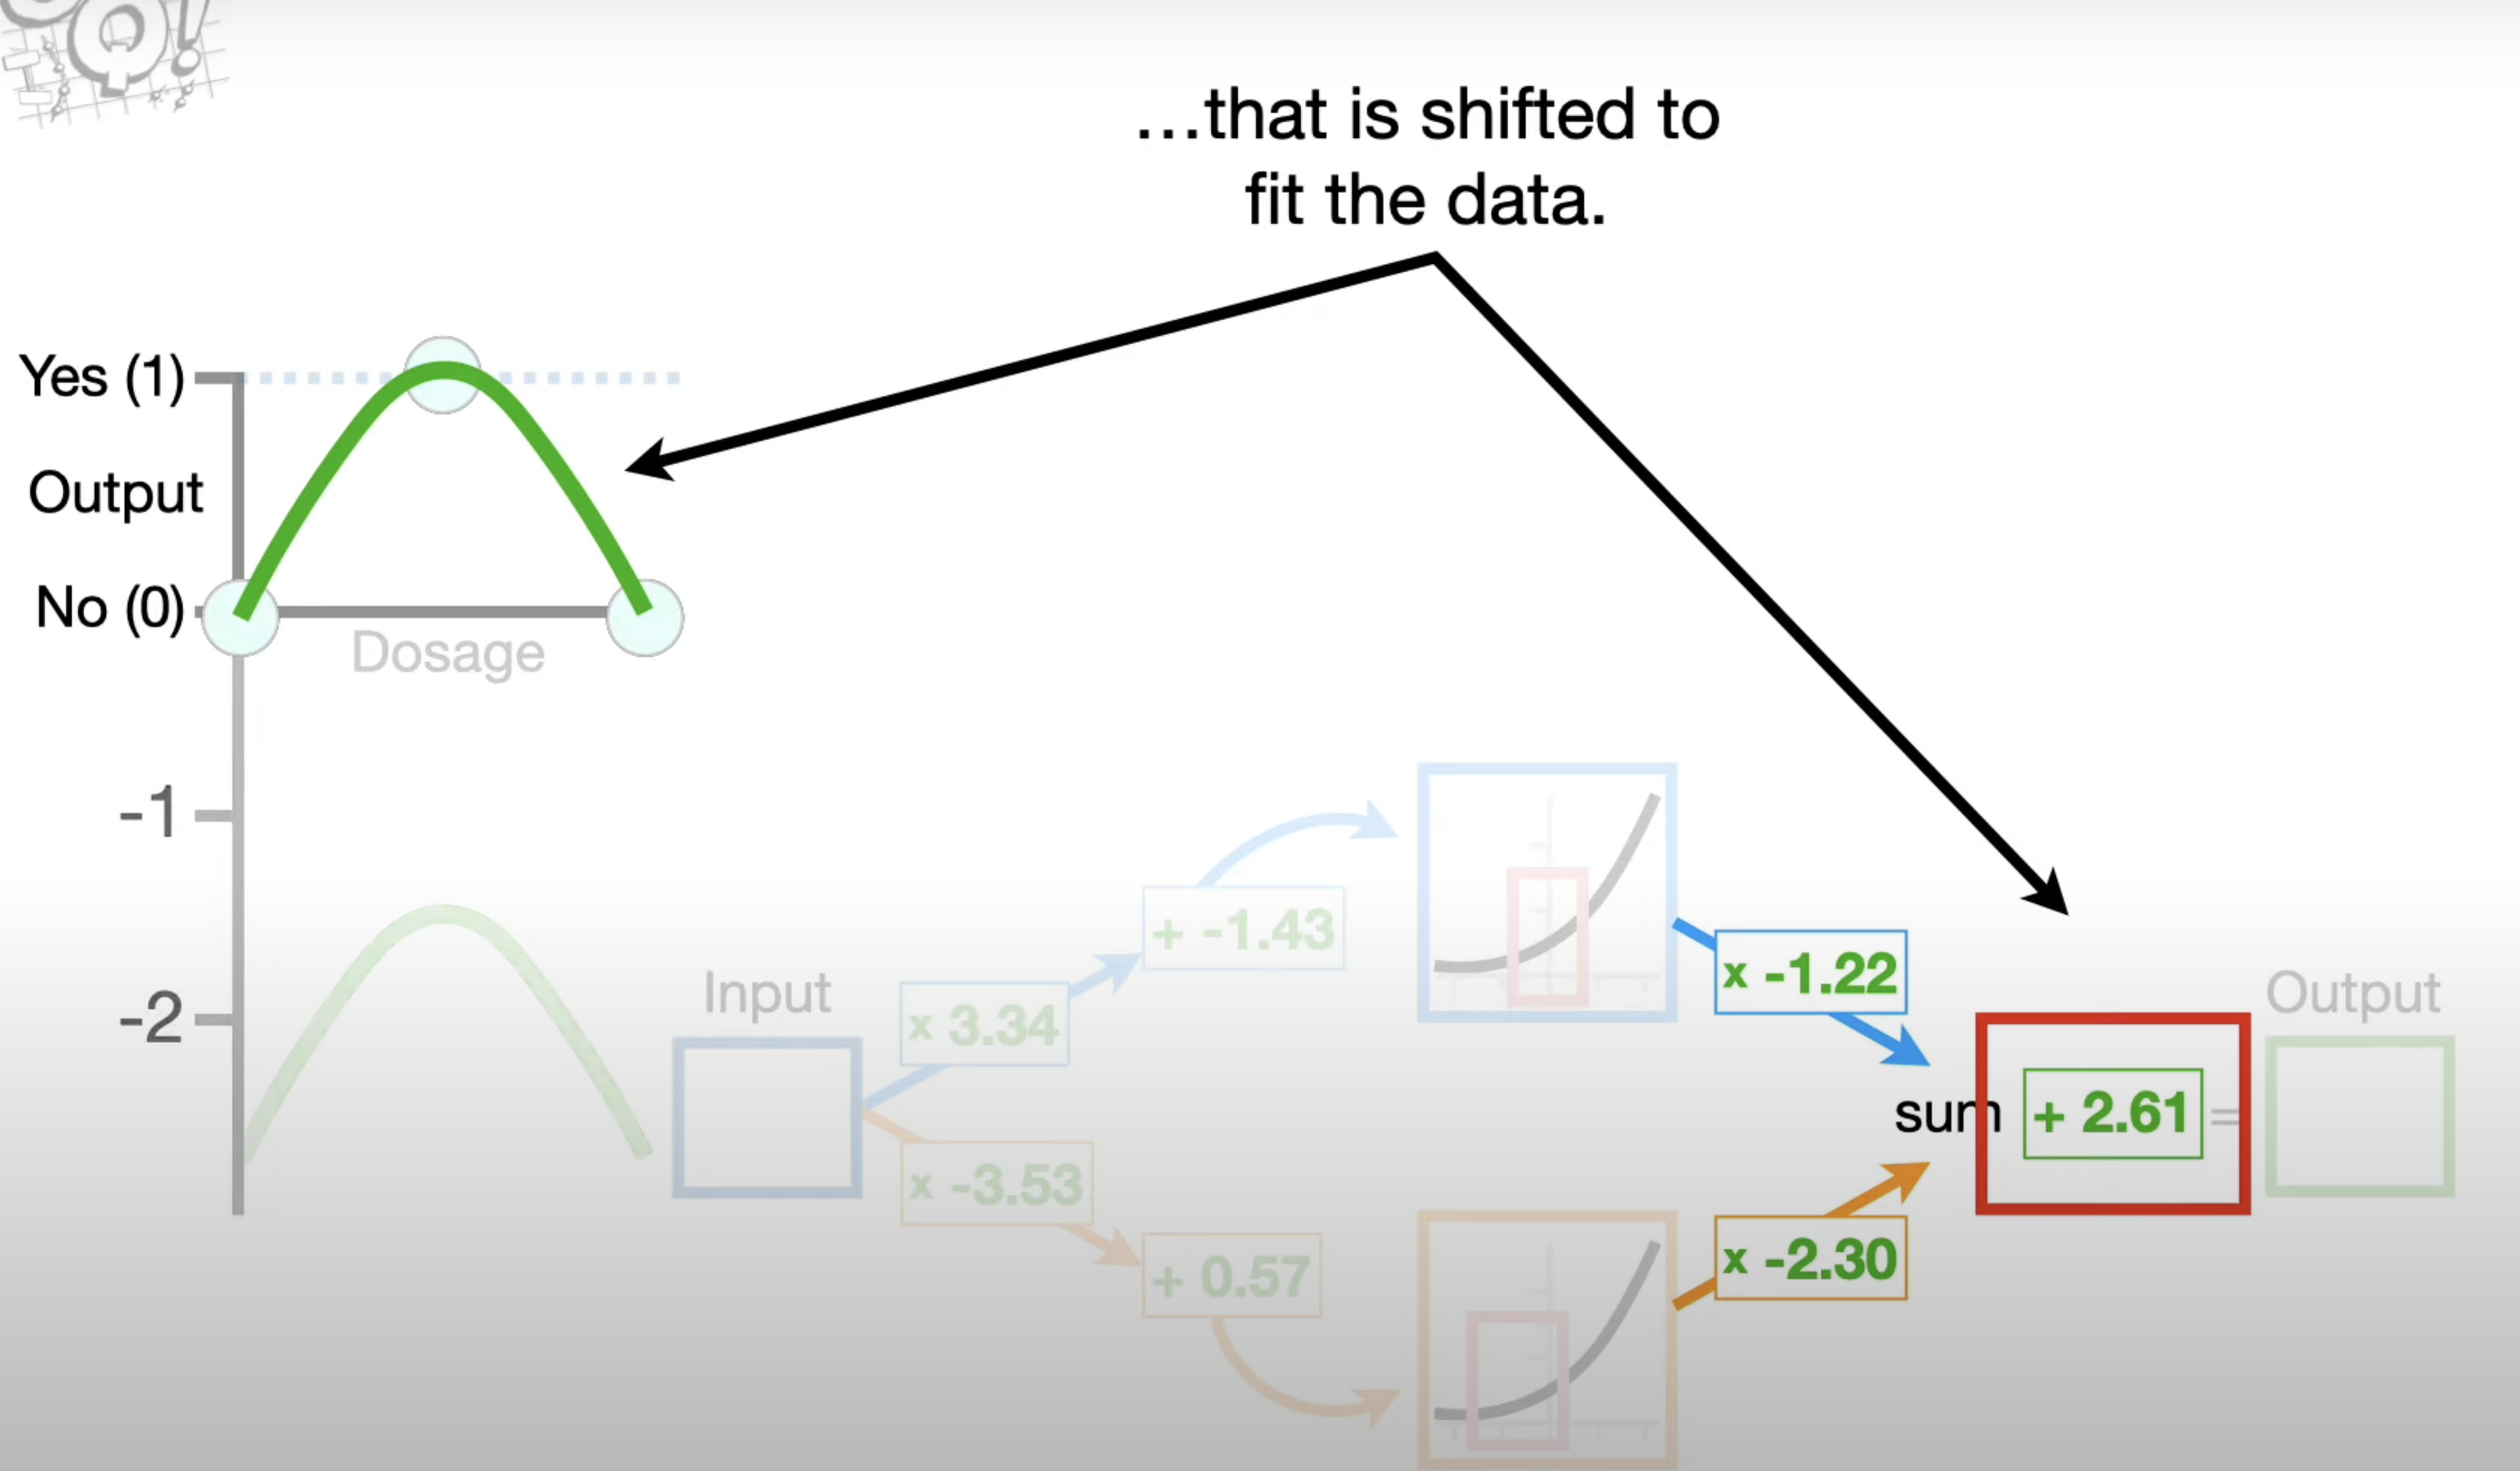 Q!
...that is shifted to
fit the data.
Yes (1)
Output
No (0)
Dosage
-1
-2
Input
x 3.34
+ -1.43
x -1.22
Output
sum + 2.61 =
x -3.53
+ 0.57
x -2.30